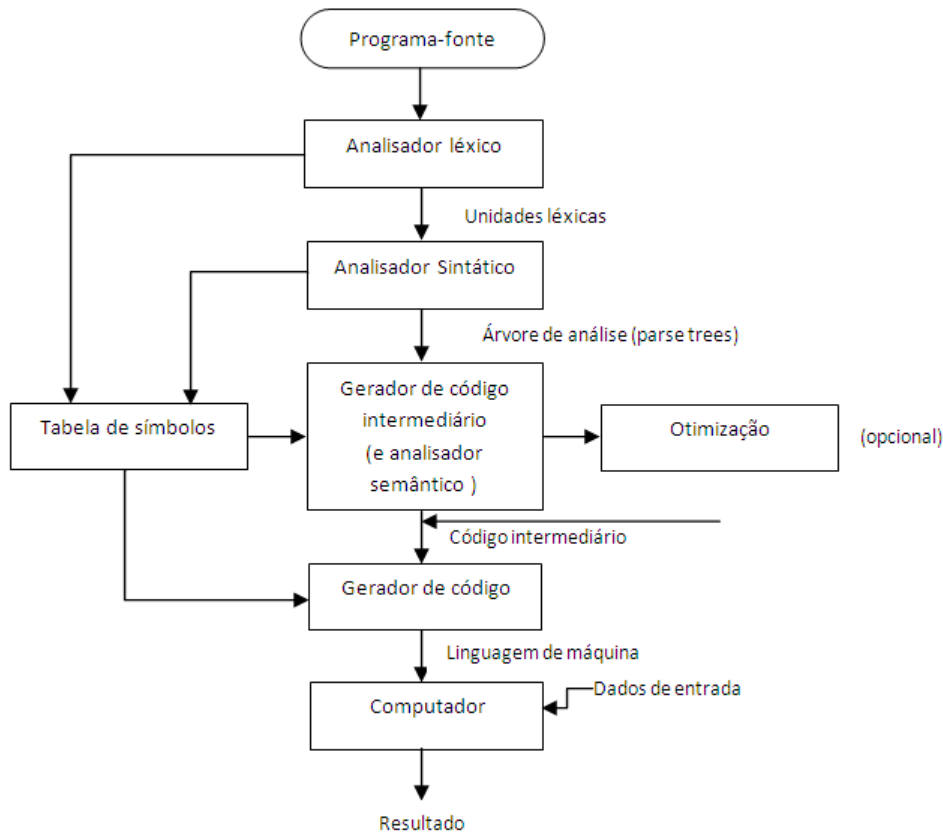 Programa-fonte
Analisador léxico
Unidades léxicas
Analisador Sintático
Árvore de análise (parse trees)
Gerador de código
intermediário
(e analisador
semântico )
Tabela de símbolos
Otimização
(opcional)
Código intermediário
Gerador de código
Linguagem de máquina
Computador
Dados de entrada
Resultado